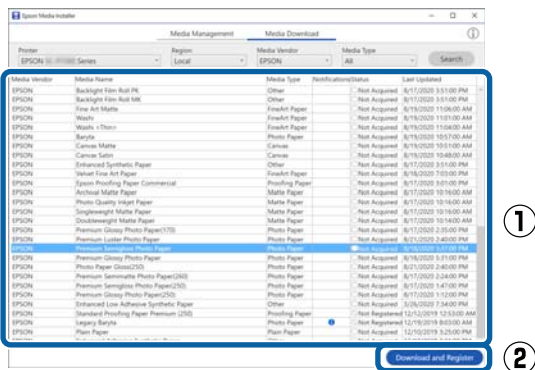 Epson Media Installer
Media Management Media Download
Printer Region Media Vendor Media Type
EPSON Series Local EPSON All Search
Media Vendor Media Name Media Type Notifications Status Last Updated
EPSON Backlight Film Roll PK Other Not Acquired 8/17/2020 3:51:00 PM
EPSON Backlight Film Roll MK Other Not Acquired 8/17/2020 3:51:00 PM
EPSON Fine Art Matte FineArt Paper Not Acquired 8/19/2020 11:06:00 AM
EPSON Washi FineArt Paper Not Acquired 8/19/2020 11:01:00 AM
EPSON Washi <Thin> FineArt Paper Not Acquired 8/19/2020 11:04:00 AM
EPSON Baryta Photo Paper Not Acquired 8/19/2020 10:57:00 AM
EPSON Canvas Matte Canvas Not Acquired 8/19/2020 10:51:00 AM
EPSON Canvas Satin Canvas Not Acquired 8/19/2020 10:48:00 AM
EPSON Enhanced Synthetic Paper Other Not Acquired 8/17/2020 3:51:00 PM
EPSON Velvet Fine Art Paper FineArt Paper Not Acquired 8/18/2020 7:03:00 PM
EPSON Epson Proofing Paper Commercial Proofing Paper Not Acquired 8/17/2020 3:01:00 PM
EPSON Archival Matte Paper Matte Paper Not Acquired 8/17/2020 10:16:00 AM
EPSON Photo Quality Inkjet Paper Matte Paper Not Acquired 8/17/2020 10:16:00 AM
EPSON Singleweight Matte Paper Matte Paper Not Acquired 8/17/2020 10:16:00 AM
EPSON Doubleweight Matte Paper Matte Paper Not Acquired 8/17/2020 10:14:00 AM
EPSON Premium Glossy Photo Paper(170) Photo Paper Not Acquired 8/17/2020 2:35:00 PM
EPSON Premium Luster Photo Paper Photo Paper Not Acquired 8/21/2020 2:40:00 PM
EPSON Premium Semigloss Photo Paper Photo Paper Not Acquired 8/18/2020 5:37:00 PM
EPSON Premium Glossy Photo Paper Photo Paper Not Acquired 8/18/2020 5:31:00 PM
EPSON Photo Paper Gloss(250) Photo Paper Not Acquired 8/21/2020 2:40:00 PM
EPSON Premium Semimatte Photo Paper(260) Photo Paper Not Acquired 8/17/2020 2:24:00 PM
EPSON Premium Semigloss Photo Paper(250) Photo Paper Not Acquired 8/17/2020 1:47:00 PM
EPSON Premium Glossy Photo Paper(250) Photo Paper Not Acquired 8/17/2020 1:12:00 PM
EPSON Enhanced Low Adhesive Synthetic Paper Other Not Acquired 3/26/2020 7:34:00 PM
EPSON Standard Proofing Paper Premium (250) Proofing Paper Not Registered 12/12/2019 12:53:00 AM
EPSON Legacy Baryta Photo Paper Not Registered 12/19/2019 8:03:00 AM
EPSON Plain Paper Plain Paper Not Acquired 12/10/2019 5:25:00 PM
①
Download and Register
②